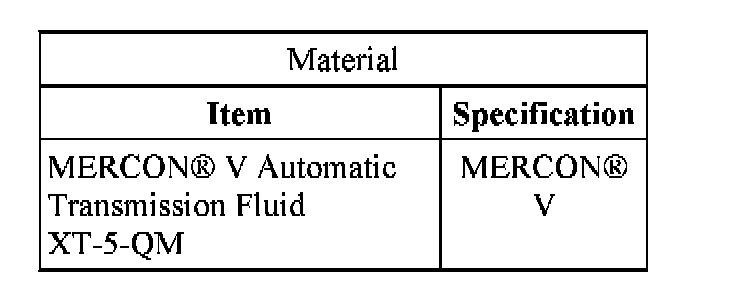 Material
Item Specification
MERCON® V Automatic MERCON®
Transmission Fluid V
XT-5-QM